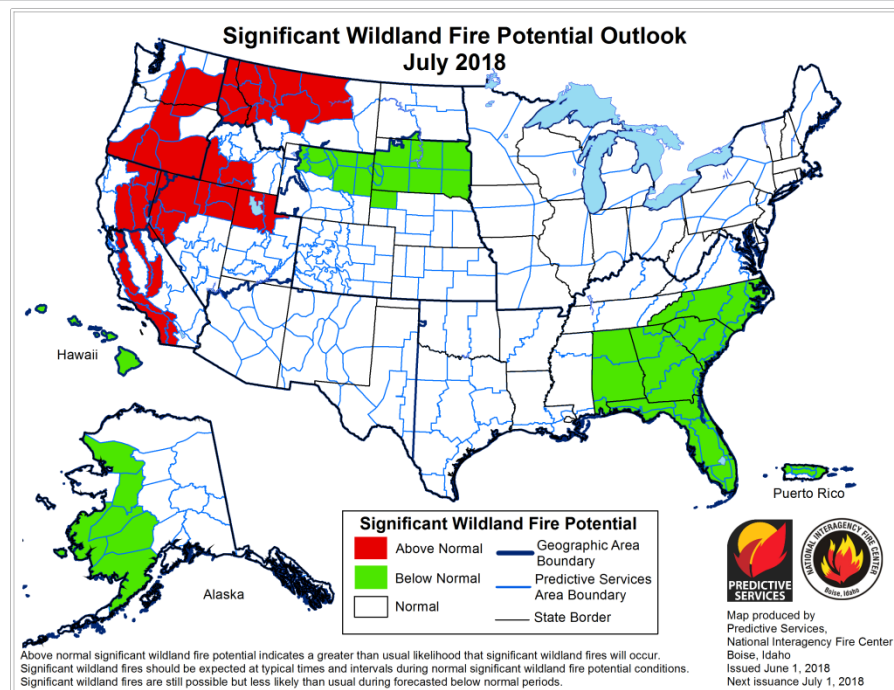 Significant Wildland Fire Potential Outlook
July 2018
Hawaii
Alaska
Puerto Rico
Significant Wildland Fire Potential
Above Normal
Below Normal
Normal
Geographic Area
Boundary
Predictive Services
Area Boundary
State Border
PREDICTIVE
SERVICES
NATIONAL INTERAGENCY FIRE CENTER
Boise, Idaho
Map produced by
Predictive Services,
National Interagency Fire Center
Boise, Idaho
Issued June 1, 2018
Next issuance July 1, 2018
Above normal significant wildland fire potential indicates a greater than usual likelihood that significant wildland fires will occur.
Significant wildland fires should be expected at typical times and intervals during normal significant wildland fire potential conditions.
Significant wildland fires are still possible but less likely than usual during forecasted below normal periods.